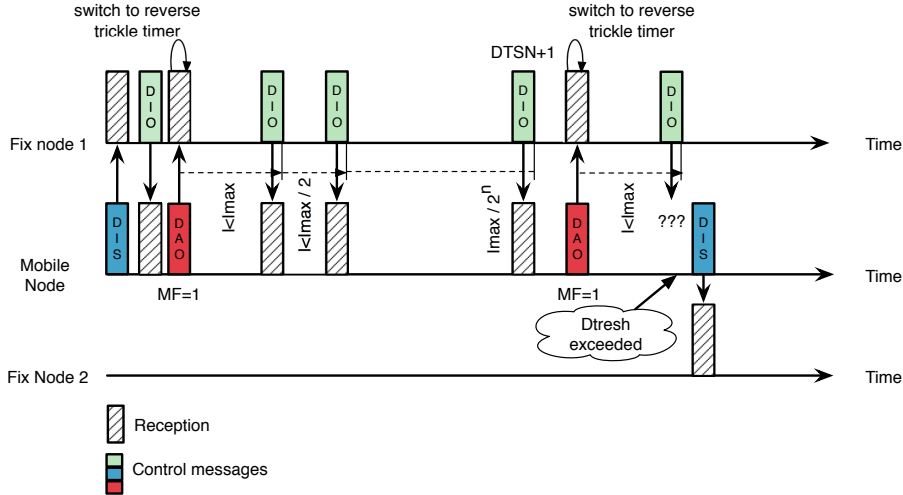 switch to reverse
trickle timer
switch to reverse
trickle timer
DTSN+1
DIO
DIO
DIO
DIO
DIO
Fix node 1
Time
I<Imax
I<Imax / 2
Imax / 2^n
I<Imax
???
DIS
DAO
DAO
DIS
Mobile
Node
Time
MF=1
MF=1
Dtresh
exceeded
Fix Node 2
Time
Reception
Control messages